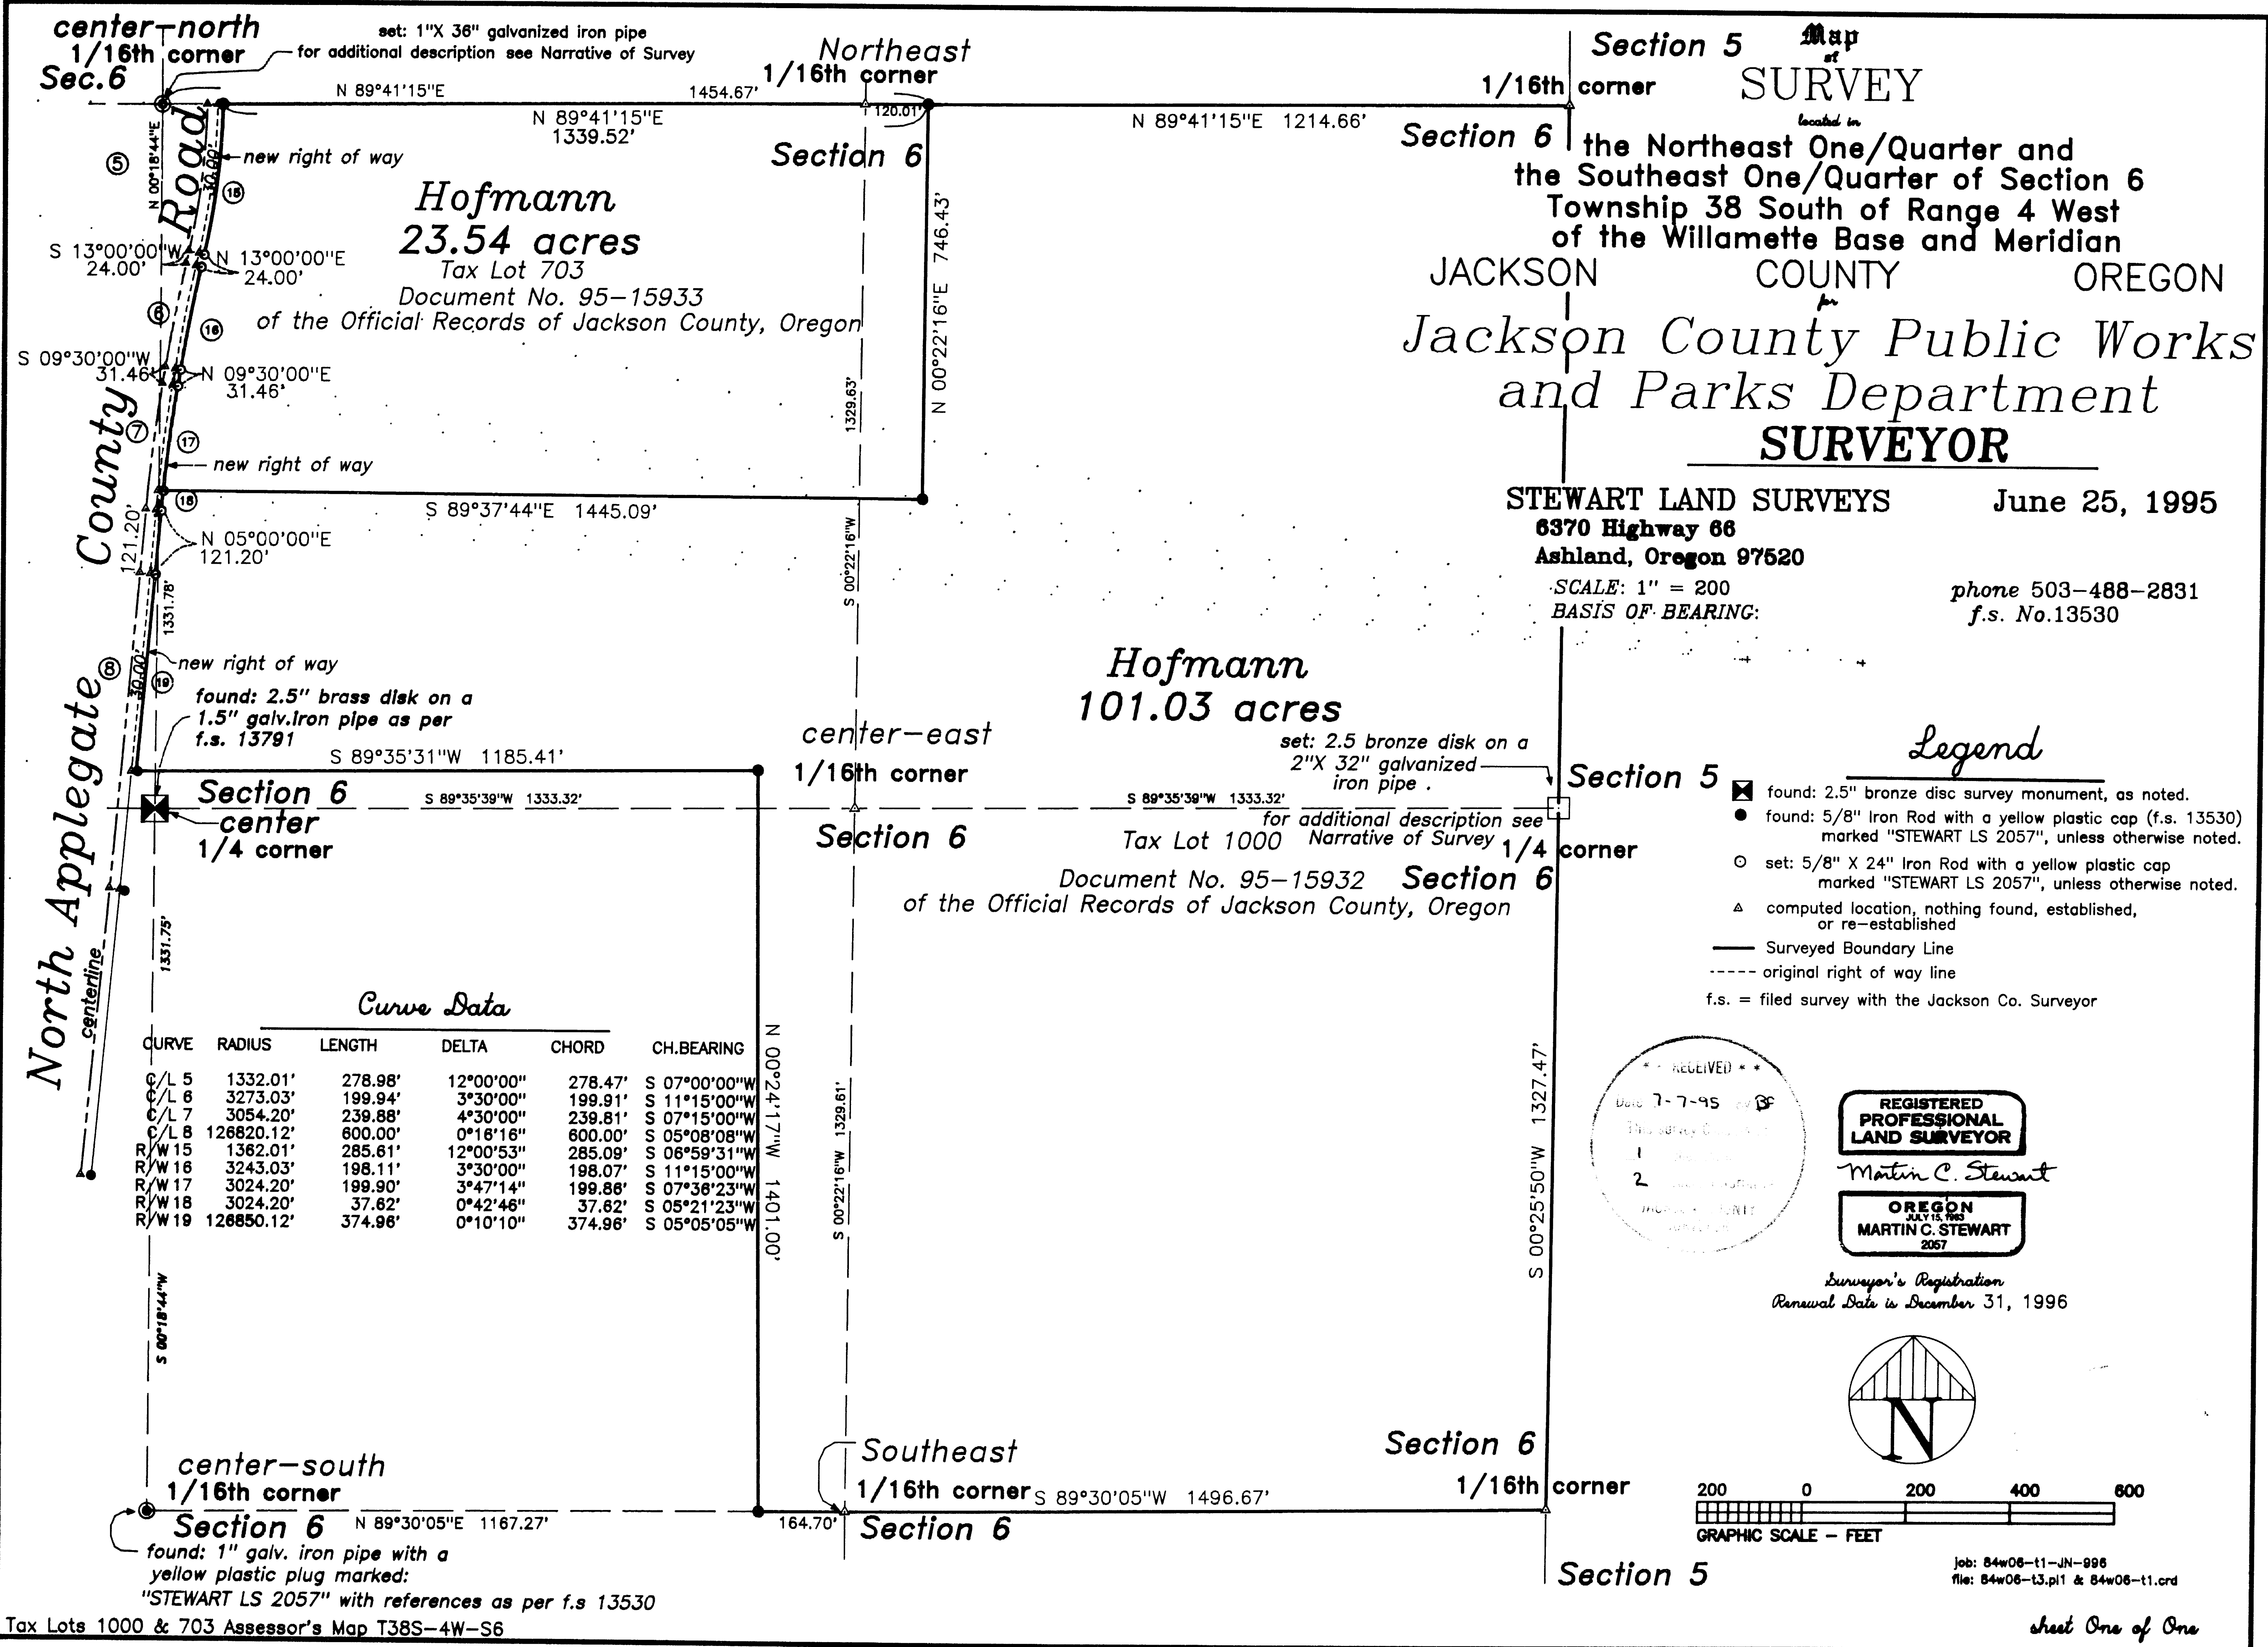 center-north
1/16th corner
Sec.6
set: 1"X 36" galvanized iron pipe
for additional description see Narrative of Survey
Northeast
1/16th corner
N 89°41'15"E
1454.67'
N 89°41'15"E
1339.52'
120.01'
N 89°41'15"E 1214.66'
Section 6
Section 5
1/16th corner
Section 6
Map
of
SURVEY
located in
the Northeast One/Quarter and
the Southeast One/Quarter of Section 6
Township 38 South of Range 4 West
of the Willamette Base and Meridian
JACKSON COUNTY OREGON
for
Jackson County Public Works
and Parks Department
SURVEYOR
STEWART LAND SURVEYS June 25, 1995
6370 Highway 66
Ashland, Oregon 97520
SCALE: 1" = 200
BASIS OF BEARING:
phone 503-488-2831
f.s. No.13530
North Applegate County Road
N 00°18'44"E
30.00'
5
15
new right of way
Hofmann
23.54 acres
Tax Lot 703
Document No. 95-15933
of the Official Records of Jackson County, Oregon
S 13°00'00"W
24.00'
N 13°00'00"E
24.00'
6
16
S 09°30'00"W
31.46'
N 09°30'00"E
31.46'
7
17
new right of way
18
S 89°37'44"E 1445.09'
121.20'
N 05°00'00"E
121.20'
1331.78'
1329.63'
S 00°22'16"W
N 00°22'16"E 746.43'
new right of way
8
30.00'
19
found: 2.5" brass disk on a
1.5" galv.iron pipe as per
f.s. 13791
S 89°35'31"W 1185.41'
Section 6
center
1/4 corner
S 89°35'39"W 1333.32'
center-east
1/16th corner
Section 6
Hofmann
101.03 acres
set: 2.5 bronze disk on a
2"X 32" galvanized
iron pipe .
S 89°35'39"W 1333.32'
for additional description see
Narrative of Survey
Tax Lot 1000
Document No. 95-15932
of the Official Records of Jackson County, Oregon
Section 5
1/4 corner
Section 6
Legend
found: 2.5" bronze disc survey monument, as noted.
found: 5/8" Iron Rod with a yellow plastic cap (f.s. 13530)
marked "STEWART LS 2057", unless otherwise noted.
set: 5/8" X 24" Iron Rod with a yellow plastic cap
marked "STEWART LS 2057", unless otherwise noted.
computed location, nothing found, established,
or re-established
Surveyed Boundary Line
original right of way line
f.s. = filed survey with the Jackson Co. Surveyor
centerline
1331.75'
S 00°18'44"W
Curve Data
CURVE RADIUS LENGTH DELTA CHORD CH.BEARING
C/L 5 1332.01' 278.98' 12°00'00" 278.47' S 07°00'00"W
C/L 6 3273.03' 199.94' 3°30'00" 199.91' S 11°15'00"W
C/L 7 3054.20' 239.88' 4°30'00" 239.81' S 07°15'00"W
C/L 8 126820.12' 600.00' 0°16'16" 600.00' S 05°08'08"W
R/W 15 1362.01' 285.61' 12°00'53" 285.09' S 06°59'31"W
R/W 16 3243.03' 198.11' 3°30'00" 198.07' S 11°15'00"W
R/W 17 3024.20' 199.90' 3°47'14" 199.86' S 07°36'23"W
R/W 18 3024.20' 37.62' 0°42'46" 37.62' S 05°21'23"W
R/W 19 126850.12' 374.96' 0°10'10" 374.96' S 05°05'05"W
N 00°24'17"W 1401.00'
S 00°22'16"W 1329.61'
S 00°25'50"W 1327.47'
* * RECEIVED * *
Date 7-7-95 by BF
This survey
1
2
REGISTERED
PROFESSIONAL
LAND SURVEYOR
Martin C. Stewart
OREGON
JULY 15, 1983
MARTIN C. STEWART
2057
Surveyor's Registration
Renewal Date is December 31, 1996
N
200 0 200 400 600
GRAPHIC SCALE - FEET
job: 84w06-t1-JN-996
file: 84w06-t3.pl1 & 84w06-t1.crd
center-south
1/16th corner
Section 6
N 89°30'05"E 1167.27'
found: 1" galv. iron pipe with a
yellow plastic plug marked:
"STEWART LS 2057" with references as per f.s 13530
164.70'
Southeast
1/16th corner
S 89°30'05"W 1496.67'
Section 6
Section 6
1/16th corner
Section 5
Tax Lots 1000 & 703 Assessor's Map T38S-4W-S6
sheet One of One